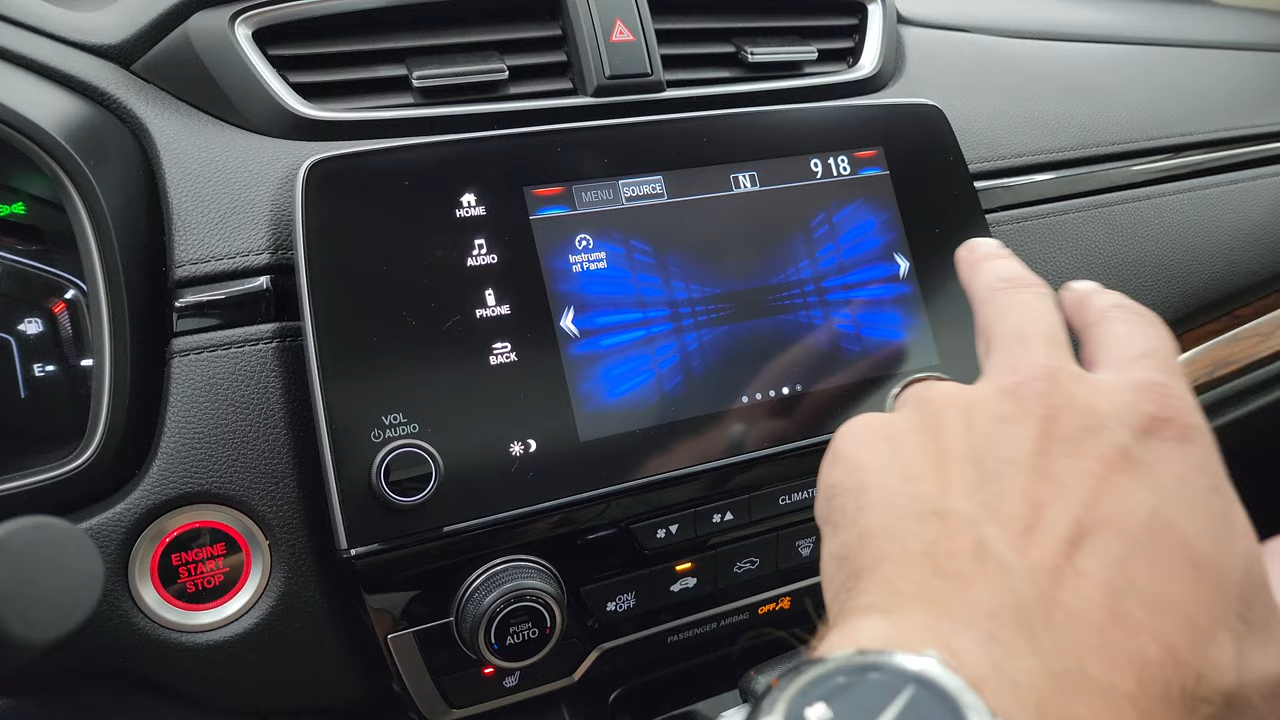 MENU
SOURCE
N
9 18
HOME
Instrume
nt Panel
AUDIO
PHONE
BACK
VOL
AUDIO
E
CLIMATE
FRONT
ENGINE
START
STOP
ON/
OFF
PUSH
AUTO
PASSENGER AIRBAG
OFF